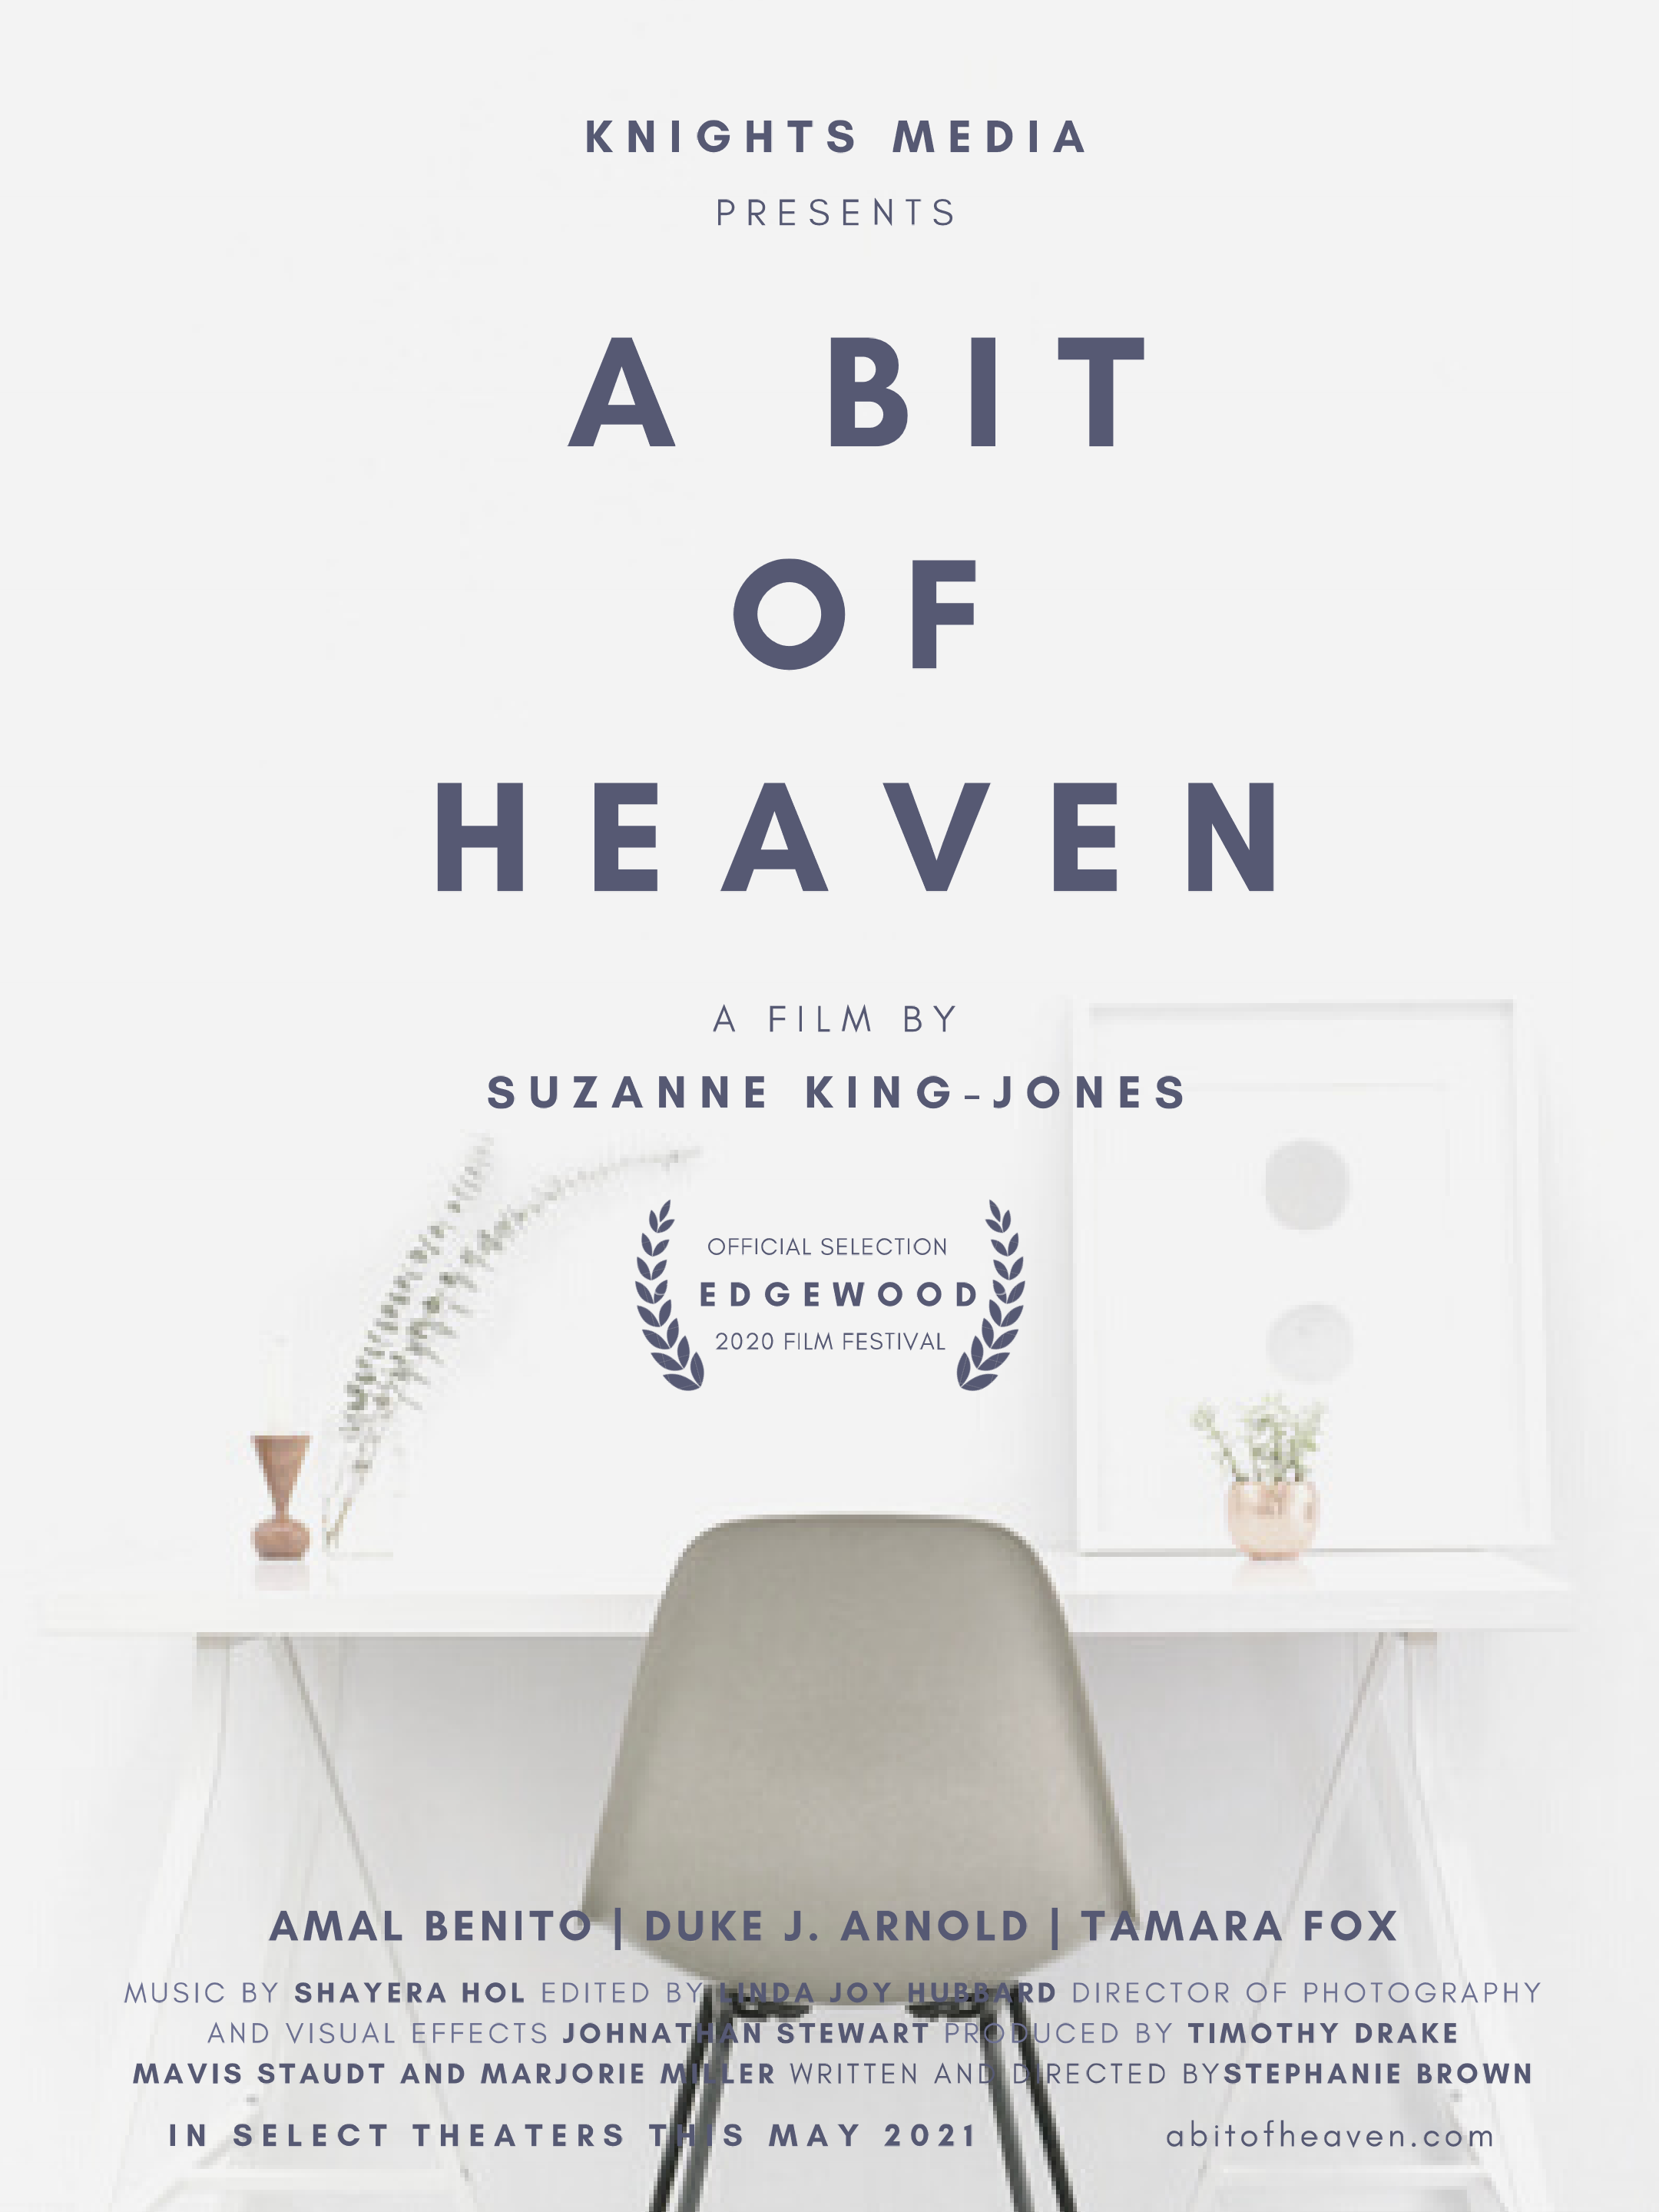 KNIGHTS MEDIA
PRESENTS
A BIT
OF
HEAVEN
A FILM BY
SUZANNE KING-JONES
OFFICIAL SELECTION
EDGEWOOD
2020 FILM FESTIVAL
AMAL BENITO | DUKE J. ARNOLD | TAMARA FOX
MUSIC BY SHAYERA HOL EDITED BY LINDA JOY HUBBARD DIRECTOR OF PHOTOGRAPHY
AND VISUAL EFFECTS JOHNATHAN STEWART PRODUCED BY TIMOTHY DRAKE
MAVIS STAUDT AND MARJORIE MILLER WRITTEN AND DIRECTED BYSTEPHANIE BROWN
IN SELECT THEATERS THIS MAY 2021
abitofheaven.com